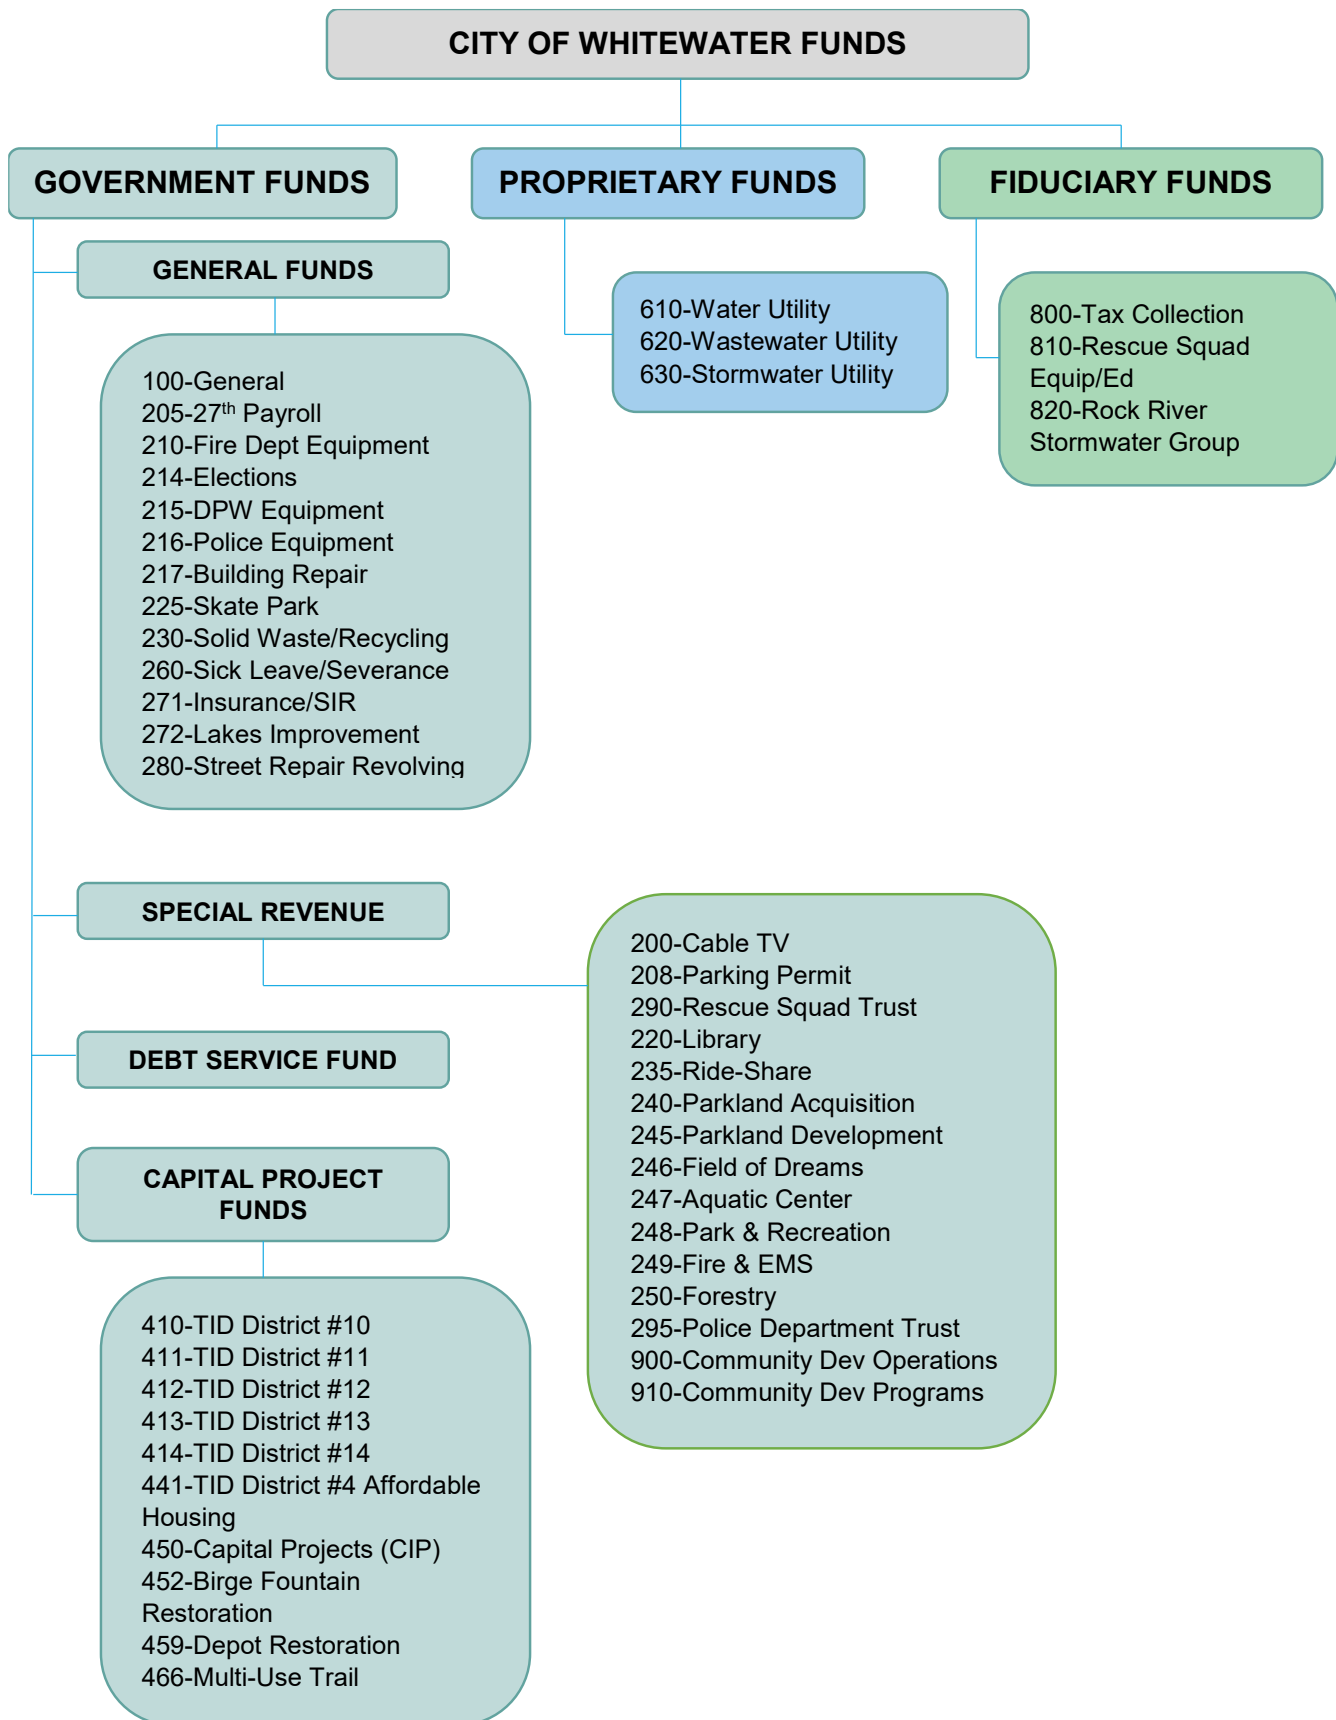 CITY OF WHITEWATER FUNDS
GOVERNMENT FUNDS
PROPRIETARY FUNDS
FIDUCIARY FUNDS
GENERAL FUNDS
100-General
205-27th Payroll
210-Fire Dept Equipment
214-Elections
215-DPW Equipment
216-Police Equipment
217-Building Repair
225-Skate Park
230-Solid Waste/Recycling
260-Sick Leave/Severance
271-Insurance/SIR
272-Lakes Improvement
280-Street Repair Revolving
610-Water Utility
620-Wastewater Utility
630-Stormwater Utility
800-Tax Collection
810-Rescue Squad
Equip/Ed
820-Rock River
Stormwater Group
SPECIAL REVENUE
200-Cable TV
208-Parking Permit
290-Rescue Squad Trust
220-Library
235-Ride-Share
240-Parkland Acquisition
245-Parkland Development
246-Field of Dreams
247-Aquatic Center
248-Park & Recreation
249-Fire & EMS
250-Forestry
295-Police Department Trust
900-Community Dev Operations
910-Community Dev Programs
DEBT SERVICE FUND
CAPITAL PROJECT
FUNDS
410-TID District #10
411-TID District #11
412-TID District #12
413-TID District #13
414-TID District #14
441-TID District #4 Affordable
Housing
450-Capital Projects (CIP)
452-Birge Fountain
Restoration
459-Depot Restoration
466-Multi-Use Trail